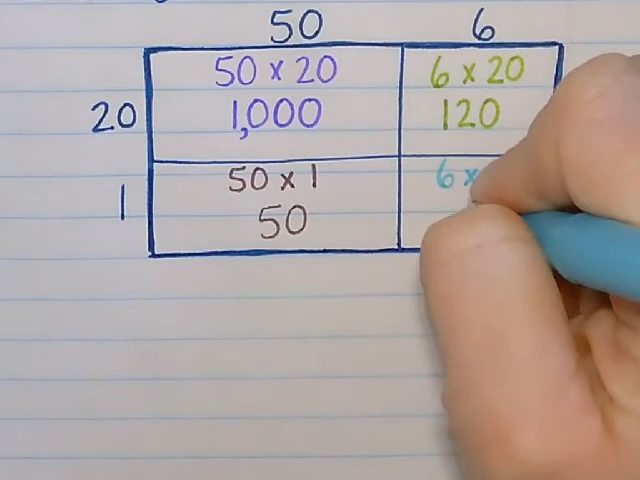 50 6
50 x 20 6 x 20
20 1,000 120
50 x 1 6 x
1 50